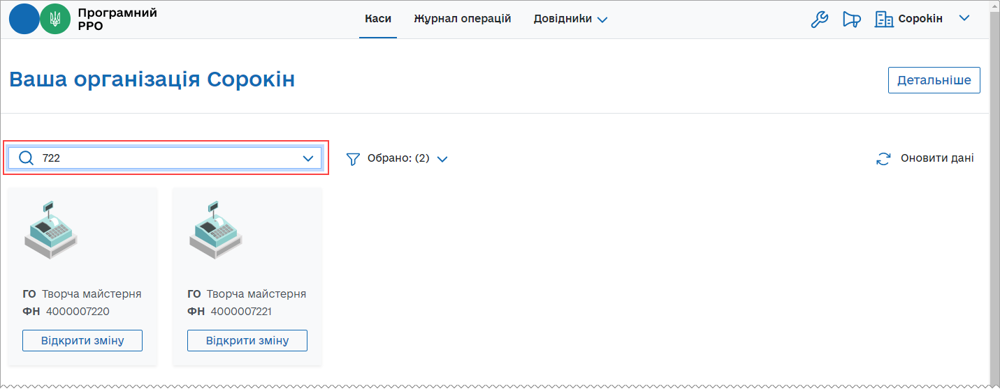 Програмний
РРО
Каси
Журнал операцій
Довідники
Сорокін
Ваша організація Сорокін
Детальніше
722
Обрано: (2)
Оновити дані
ГО Творча майстерня
ФН 4000007220
Відкрити зміну
ГО Творча майстерня
ФН 4000007221
Відкрити зміну